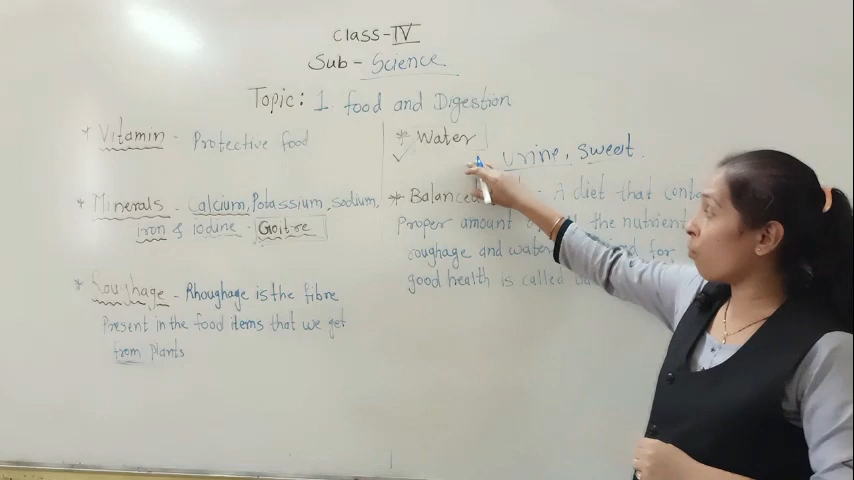 Class-IV
Sub - Science
Topic: 1. food and Digestion
* Vitamin - Protective food
* Minerals - Calcium, Potassium, sodium,
iron & Iodine - Goitre
* Roughage - Rhoughage is the fibre
Present in the food items that we get
from Plants
* Water
urine, sweet.
* Balanced - A diet that
Proper amount the nutrient
roughage and water for
good health is called